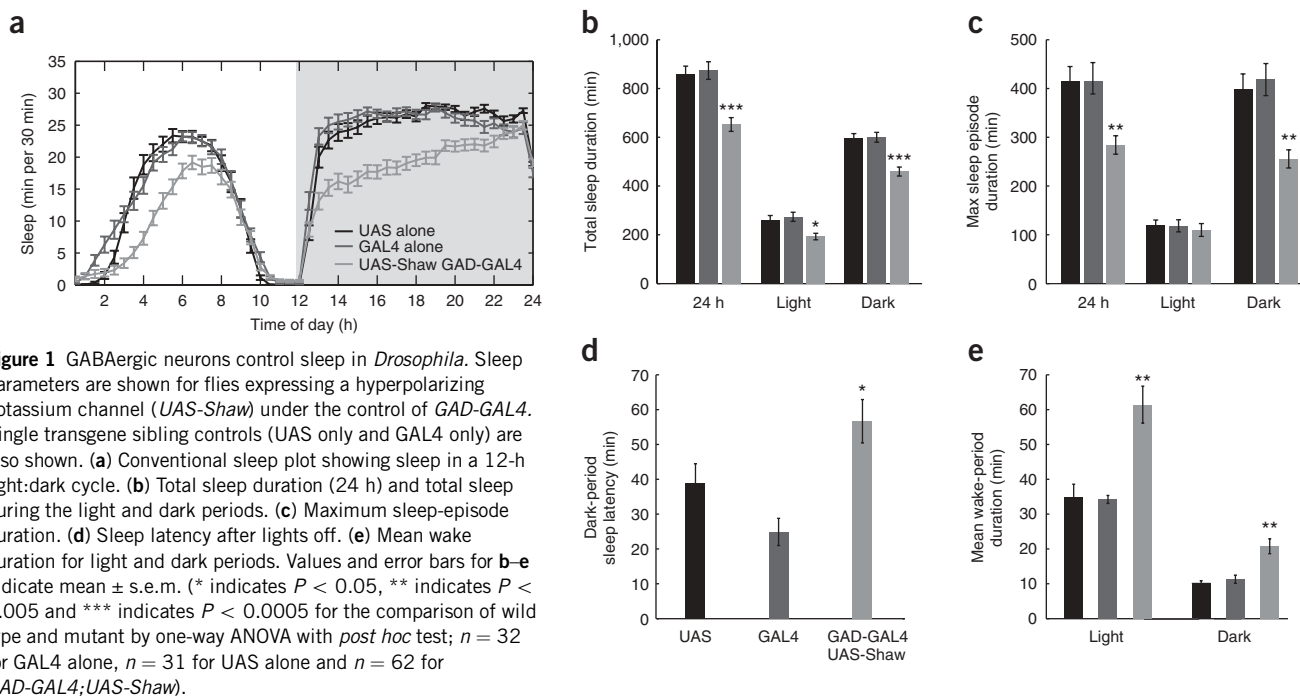 a
Sleep (min per 30 min)
35
30
25
20
15
10
5
0
UAS alone
GAL4 alone
UAS-Shaw GAD-GAL4
2 4 6 8 10 12 14 16 18 20 22 24
Time of day (h)
b
Total sleep duration (min)
1,000
800
600
400
200
0
***
*
***
24 h Light Dark
c
Max sleep episode
duration (min)
500
400
300
200
100
0
**
**
24 h Light Dark
igure 1 GABAergic neurons control sleep in Drosophila. Sleep
arameters are shown for flies expressing a hyperpolarizing
otassium channel (UAS-Shaw) under the control of GAD-GAL4.
ingle transgene sibling controls (UAS only and GAL4 only) are
so shown. (a) Conventional sleep plot showing sleep in a 12-h
ght:dark cycle. (b) Total sleep duration (24 h) and total sleep
uring the light and dark periods. (c) Maximum sleep-episode
uration. (d) Sleep latency after lights off. (e) Mean wake
uration for light and dark periods. Values and error bars for b–e
dicate mean ± s.e.m. (* indicates P < 0.05, ** indicates P <
.005 and *** indicates P < 0.0005 for the comparison of wild
ype and mutant by one-way ANOVA with post hoc test; n = 32
or GAL4 alone, n = 31 for UAS alone and n = 62 for
AD-GAL4;UAS-Shaw).
d
Dark-period
sleep latency (min)
70
60
50
40
30
20
10
0
*
UAS GAL4 GAD-GAL4
UAS-Shaw
e
Mean wake-period
duration (min)
70
60
50
40
30
20
10
0
**
**
Light Dark